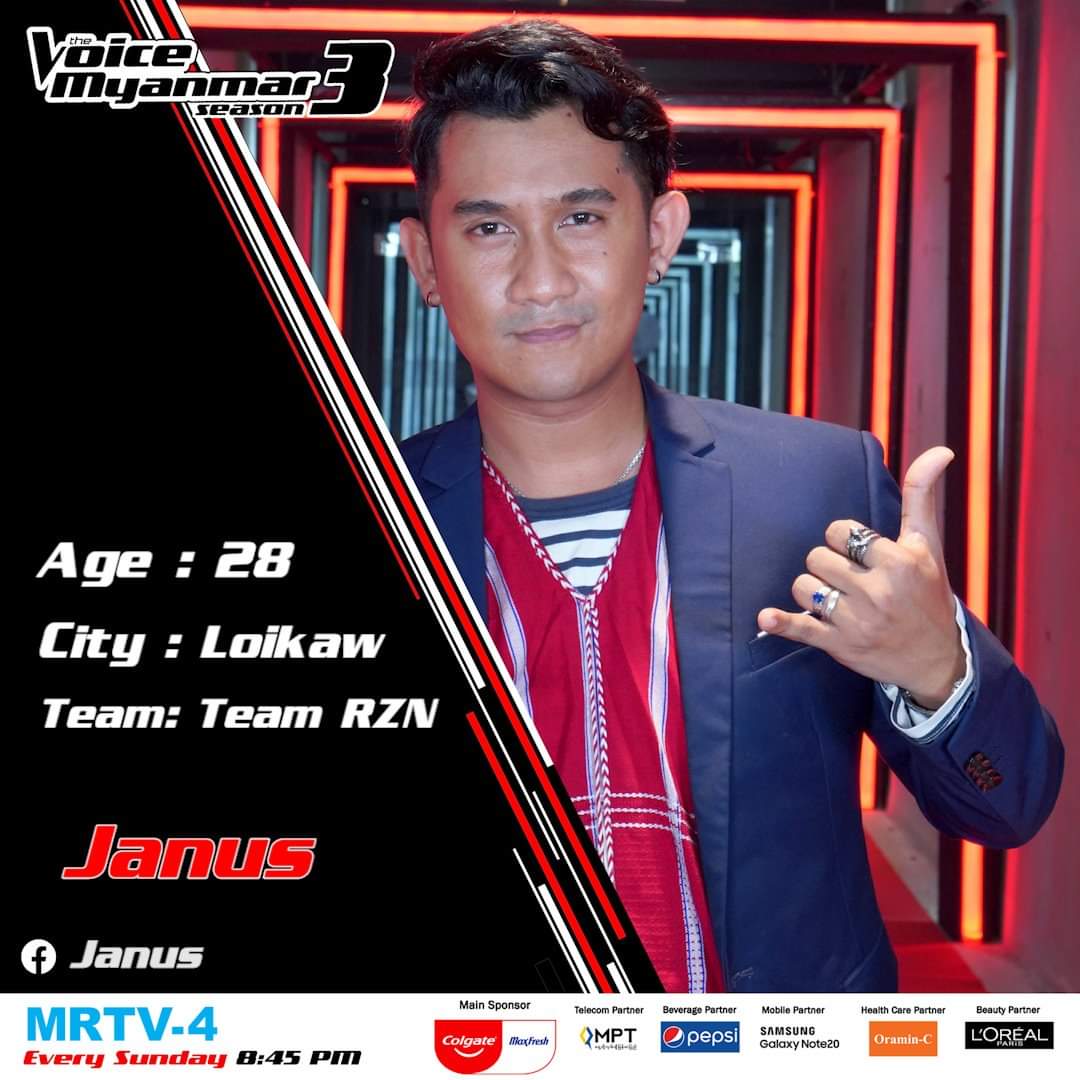 the
Voice
Myanmar
season 3
Age : 28
City : Loikaw
Team: Team RZN
Janus
Janus
MRTV-4
Every Sunday 8:45 PM
Main Sponsor
Colgate MaxFresh
Telecom Partner
MPT
Beverage Partner
pepsi
Mobile Partner
SAMSUNG
Galaxy Note20
Health Care Partner
Oramin-C
Beauty Partner
L'ORÉAL
PARIS